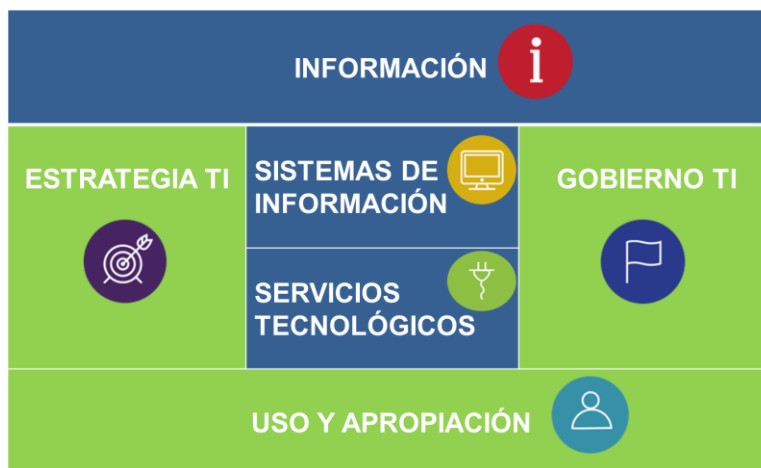 INFORMACIÓN i
ESTRATEGIA TI
SISTEMAS DE
INFORMACIÓN
GOBIERNO TI
SERVICIOS
TECNOLÓGICOS
USO Y APROPIACIÓN